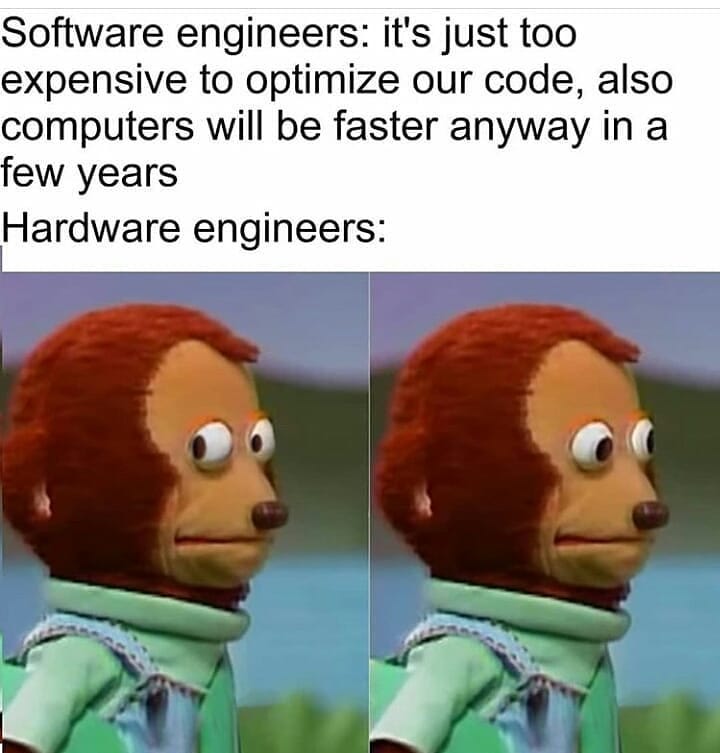 Software engineers: it's just too
expensive to optimize our code, also
computers will be faster anyway in a
few years
Hardware engineers: